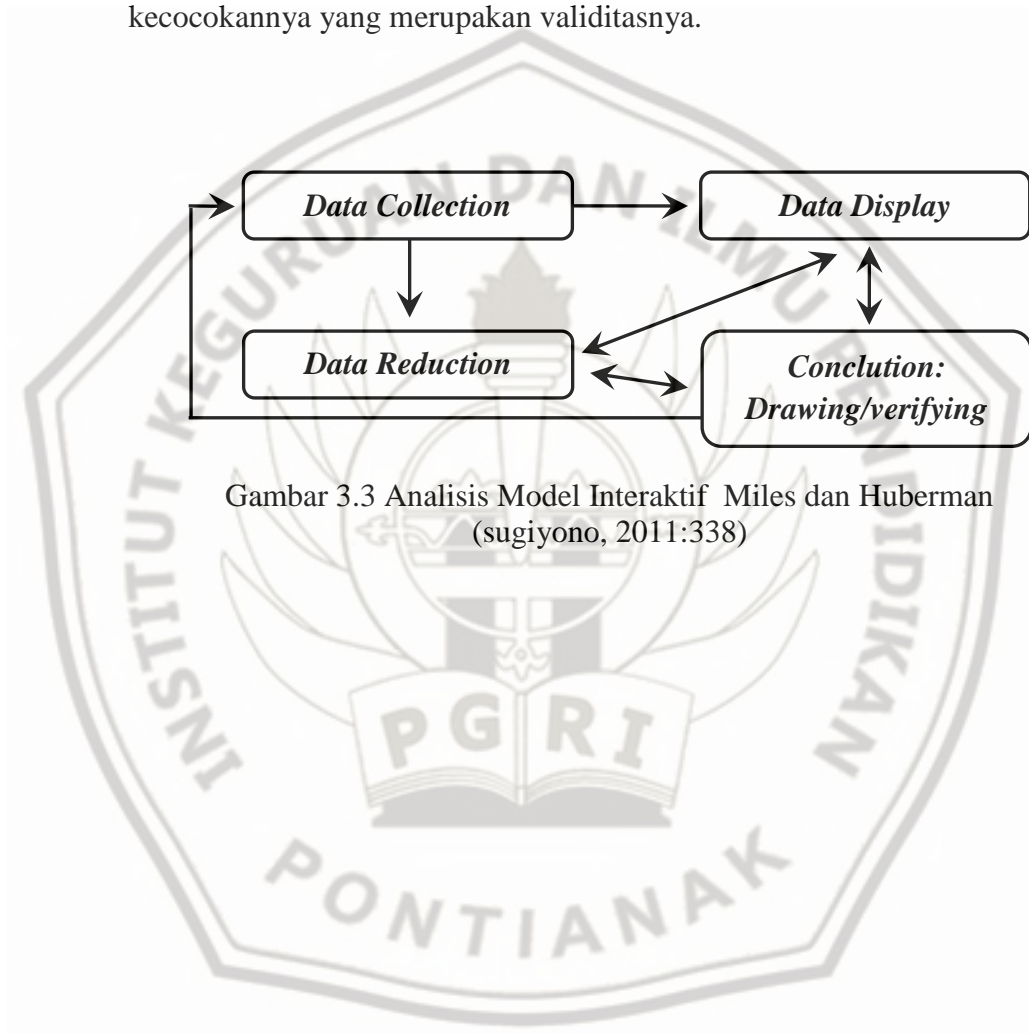 kecocokannya yang merupakan validitasnya.
Data Collection
Data Display
Data Reduction
Conclution:
Drawing/verifying
Gambar 3.3 Analisis Model Interaktif Miles dan Huberman
(sugiyono, 2011:338)
INSTITUT KEGURUAN DAN ILMU PENDIDIKAN
PGRI
PONTIANAK